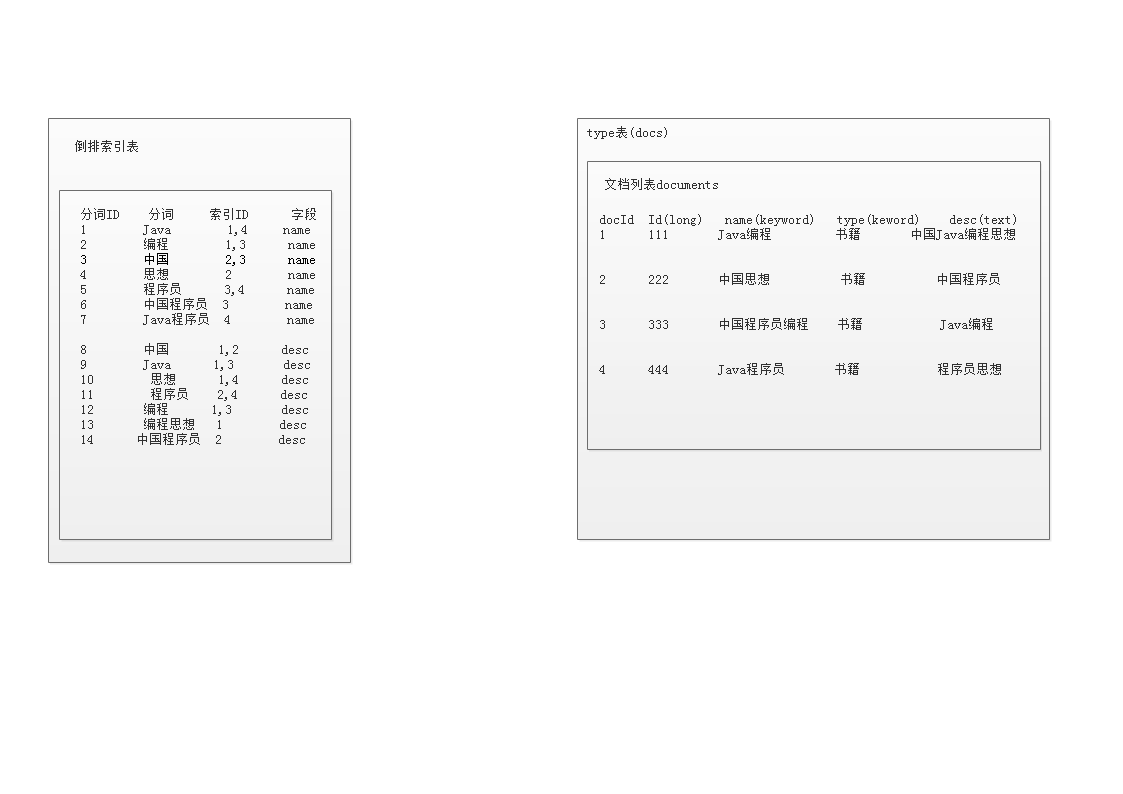 倒排索引表
分词ID 分词 索引ID 字段
1 Java 1,4 name
2 编程 1,3 name
3 中国 2,3 name
4 思想 2 name
5 程序员 3,4 name
6 中国程序员 3 name
7 Java程序员 4 name
8 中国 1,2 desc
9 Java 1,3 desc
10 思想 1,4 desc
11 程序员 2,4 desc
12 编程 1,3 desc
13 编程思想 1 desc
14 中国程序员 2 desc
type表(docs)
文档列表documents
docId Id(long) name(keyword) type(keword) desc(text)
1 111 Java编程 书籍 中国Java编程思想
2 222 中国思想 书籍 中国程序员
3 333 中国程序员编程 书籍 Java编程
4 444 Java程序员 书籍 程序员思想